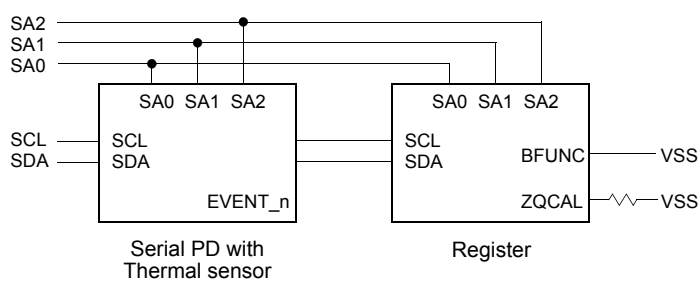 SA2
SA1
SA0
SA0 SA1 SA2
SA0 SA1 SA2
SCL
SDA
SCL
SDA
EVENT_n
SCL
SDA
BFUNC
VSS
ZQCAL
VSS
Serial PD with
Thermal sensor
Register